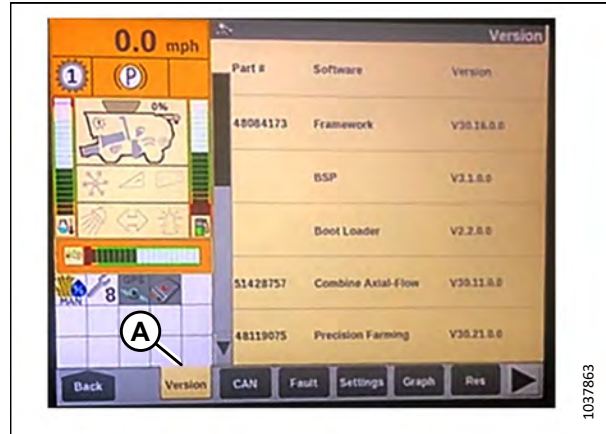 0.0 mph
Version
1
P
Part # Software Version
0%
48084173 Framework V30.16.0.0
BSP V3.1.0.0
Boot Loader V2.2.0.0
51428757 Combine Axial-Flow V30.11.0.0
MAN 8
48119075 Precision Farming V30.21.0.0
A
Back Version CAN Fault Settings Graph Res
1037863